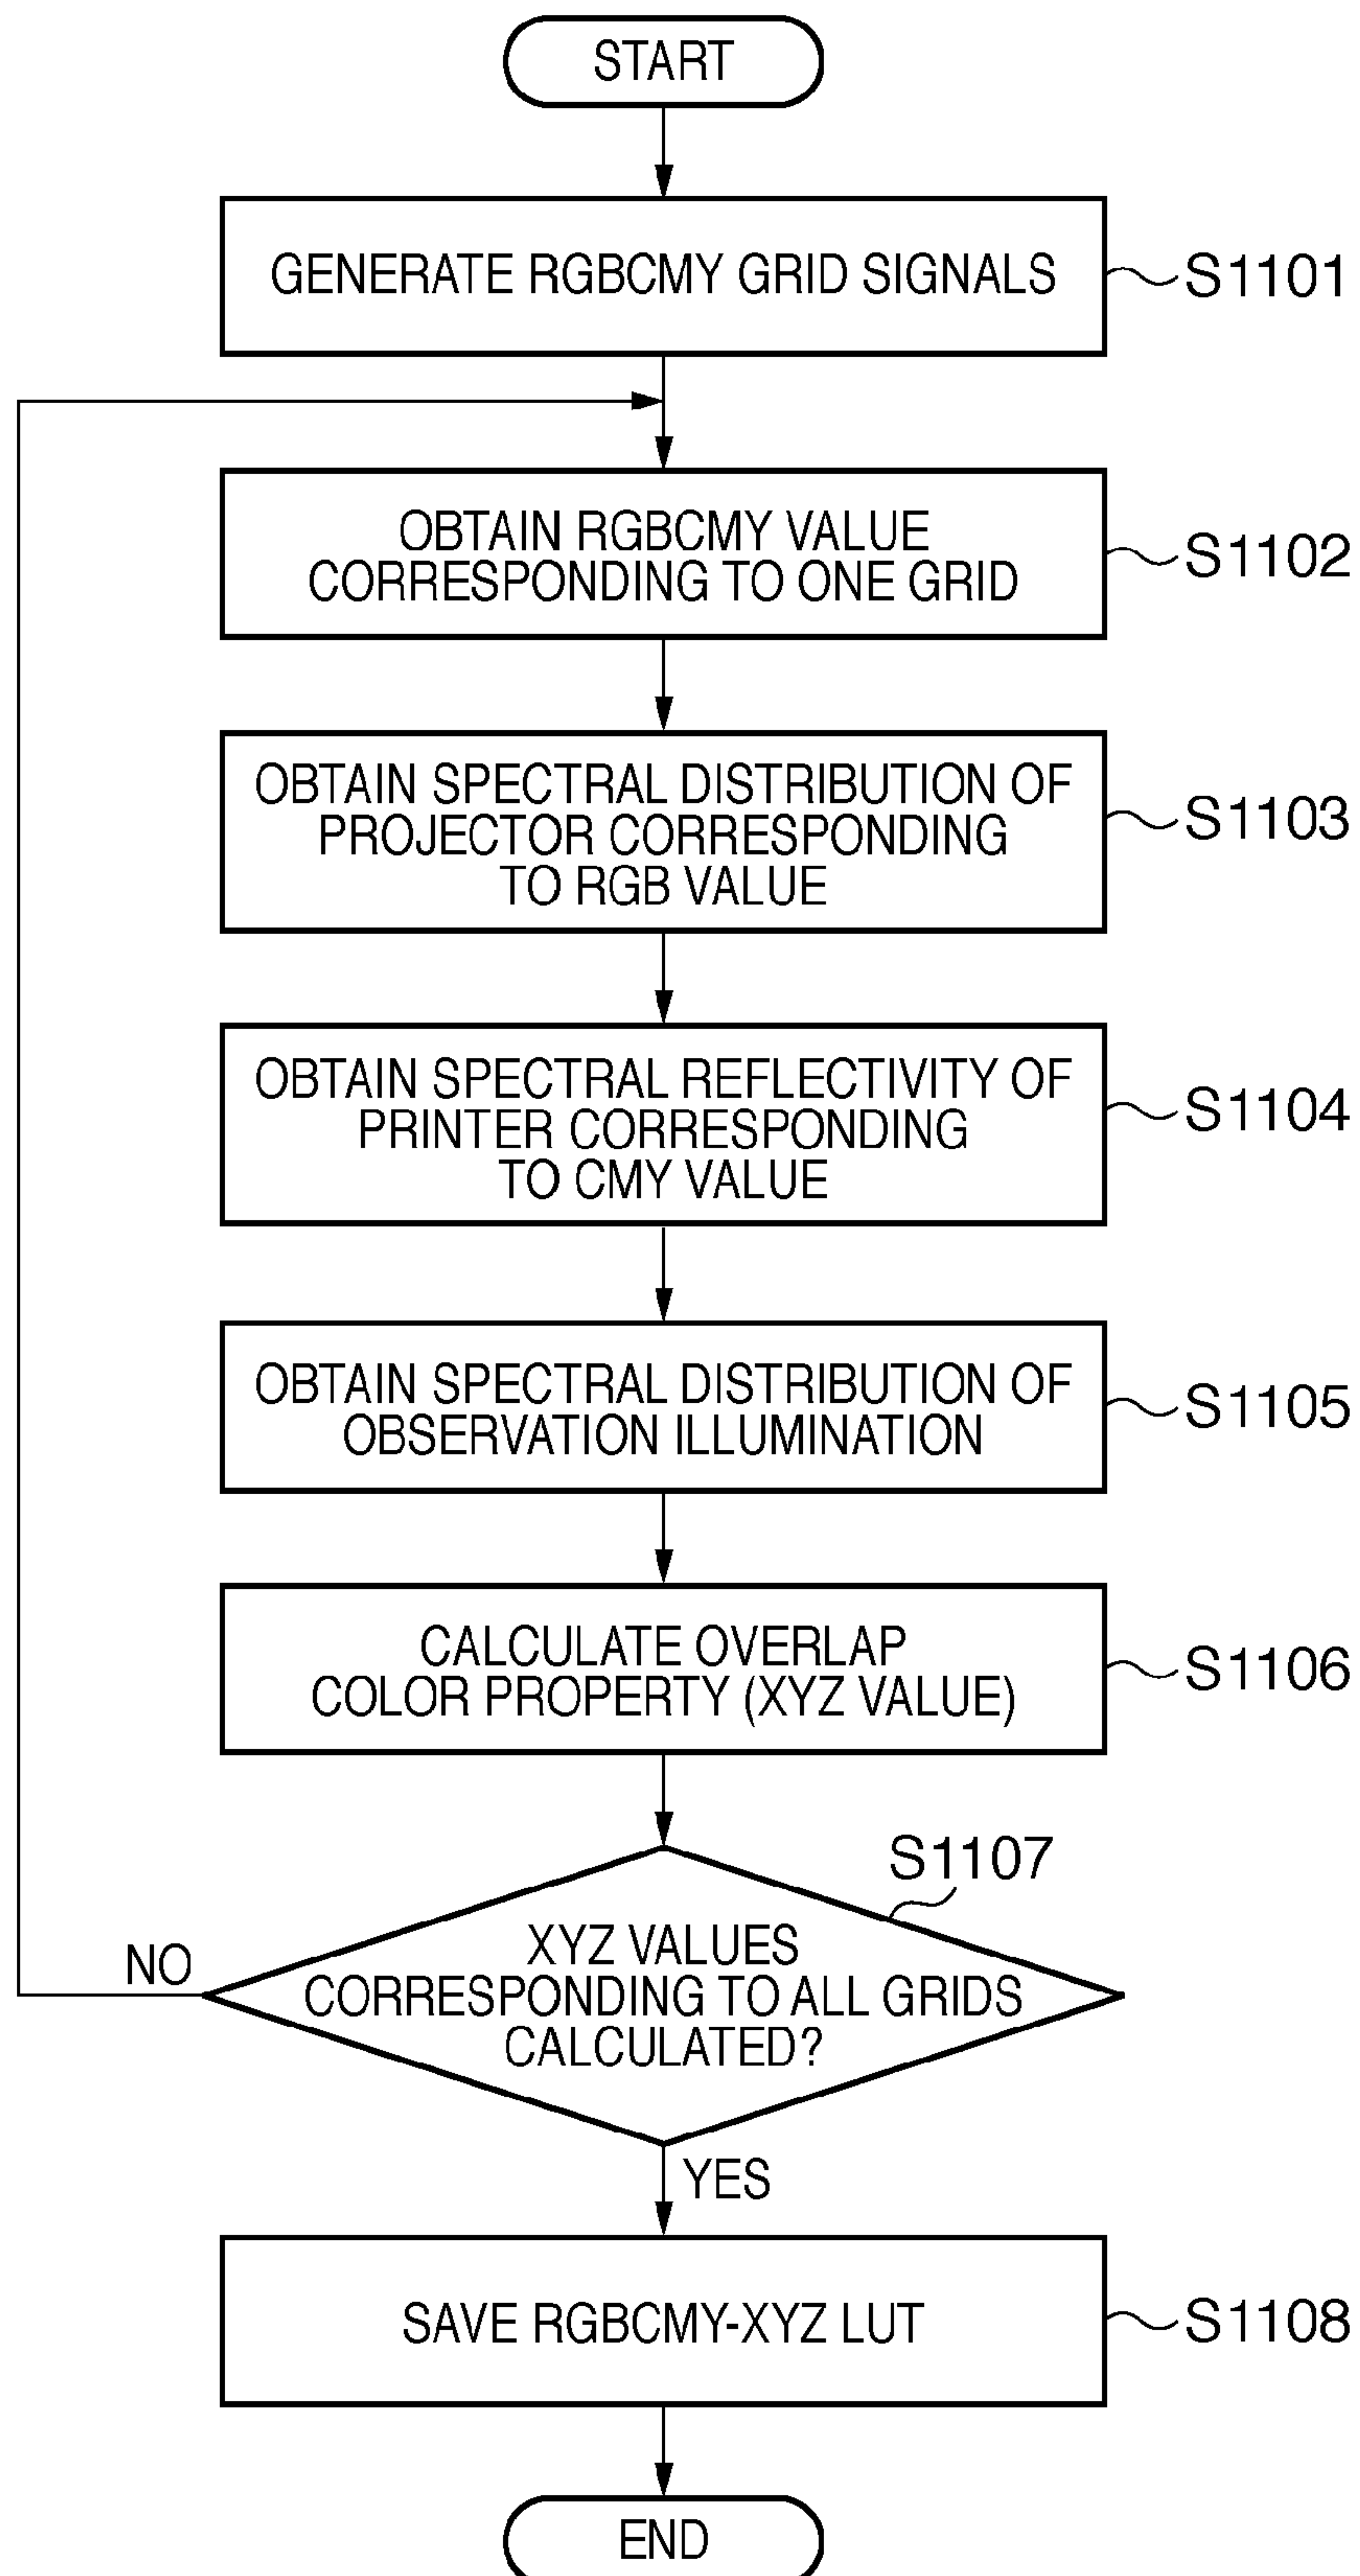 START
GENERATE RGBCMY GRID SIGNALS
S1101
OBTAIN RGBCMY VALUE
CORRESPONDING TO ONE GRID
S1102
OBTAIN SPECTRAL DISTRIBUTION OF
PROJECTOR CORRESPONDING
TO RGB VALUE
S1103
OBTAIN SPECTRAL REFLECTIVITY OF
PRINTER CORRESPONDING
TO CMY VALUE
S1104
OBTAIN SPECTRAL DISTRIBUTION OF
OBSERVATION ILLUMINATION
S1105
CALCULATE OVERLAP
COLOR PROPERTY (XYZ VALUE)
S1106
S1107
XYZ VALUES
CORRESPONDING TO ALL GRIDS
CALCULATED?
NO
YES
SAVE RGBCMY-XYZ LUT
S1108
END